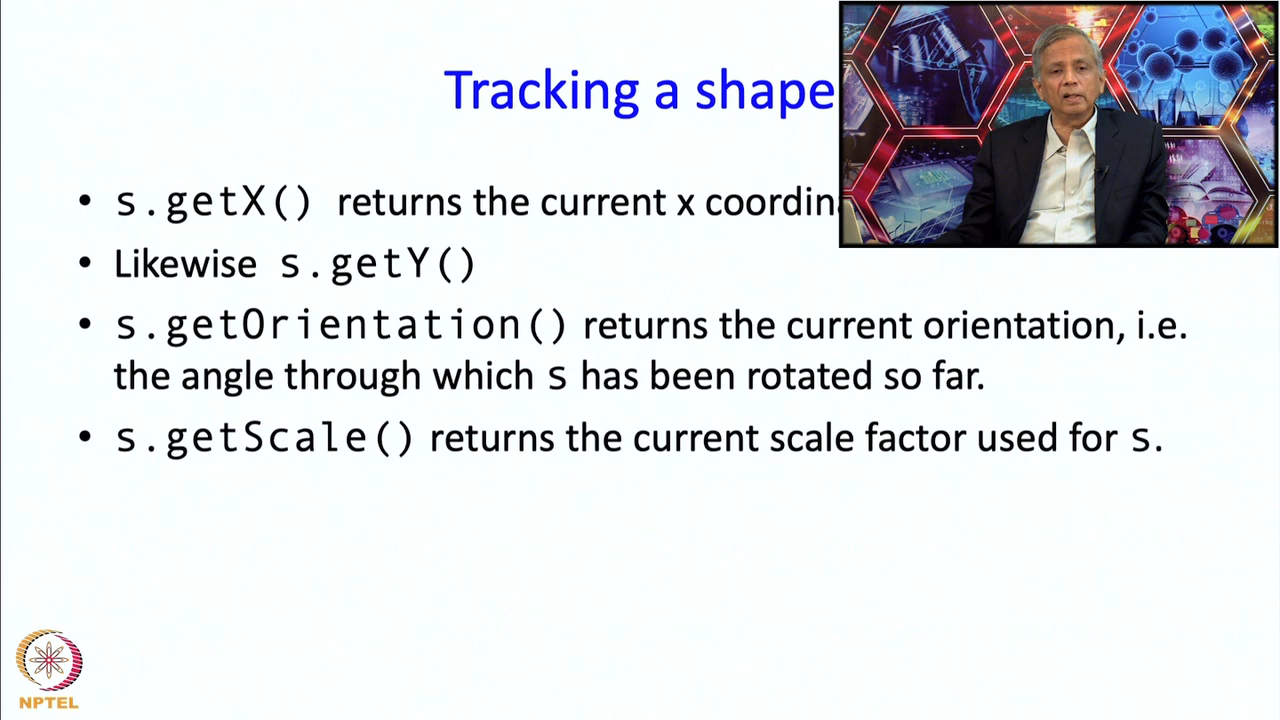 Tracking a shape
• s.getX() returns the current x
• Likewise s.getY()
• s.getOrientation() returns the current orientation, i.e.
the angle through which s has been rotated so far.
• s.getScale() returns the current scale factor used for s.
NPTEL